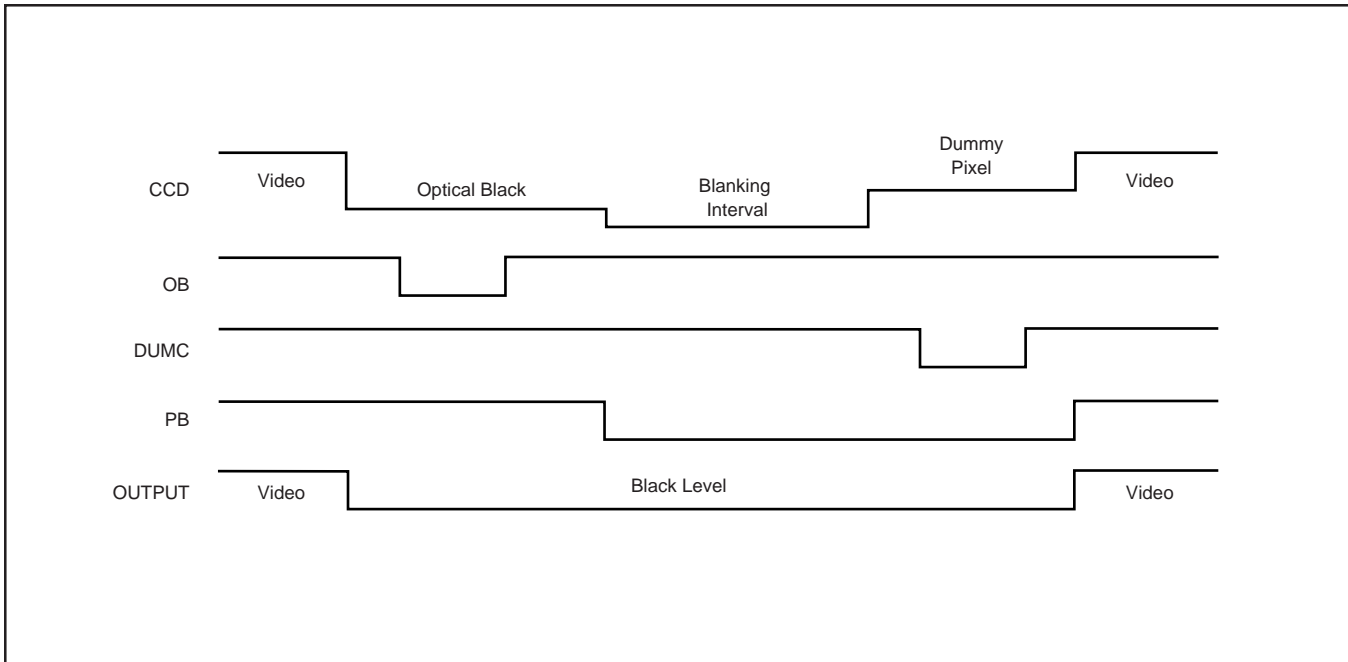 CCD
Video
Optical Black
Blanking
Interval
Dummy
Pixel
Video
OB
DUMC
PB
OUTPUT
Video
Black Level
Video